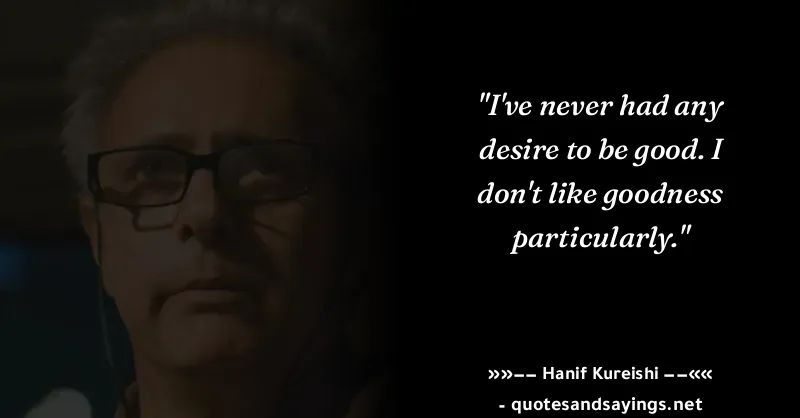 "I've never had any
desire to be good. I
don't like goodness
particularly."
»»–– Hanif Kureishi ––««
- quotesandsayings.net